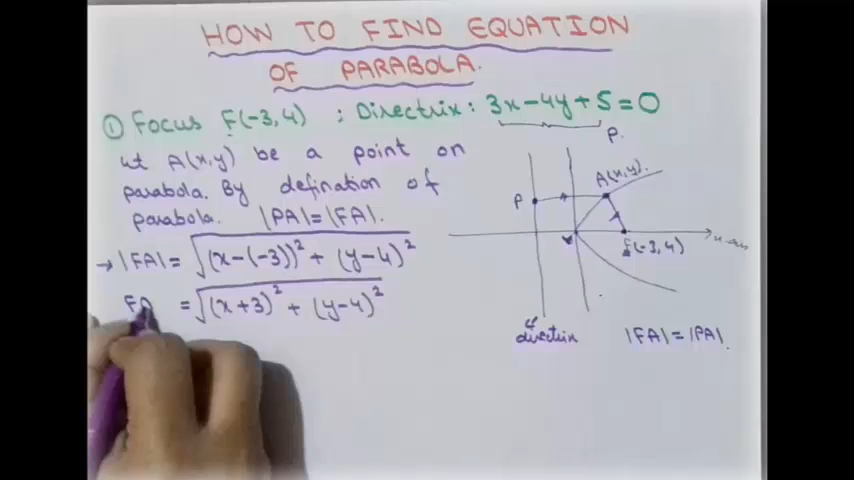 HOW TO FIND EQUATION
OF PARABOLA.
① Focus F(-3,4) ; Directrix: 3x-4y+5=0
P.
Let A(x,y) be a point on
parabola. By defination of
parabola. |PA|=|FA|.
→|FA| = √(x-(-3))² + (y-4)²
FA = √(x+3)² + (y-4)²
A(x,y).
P
V
F(-3,4)
directrix
|FA|=|PA|.